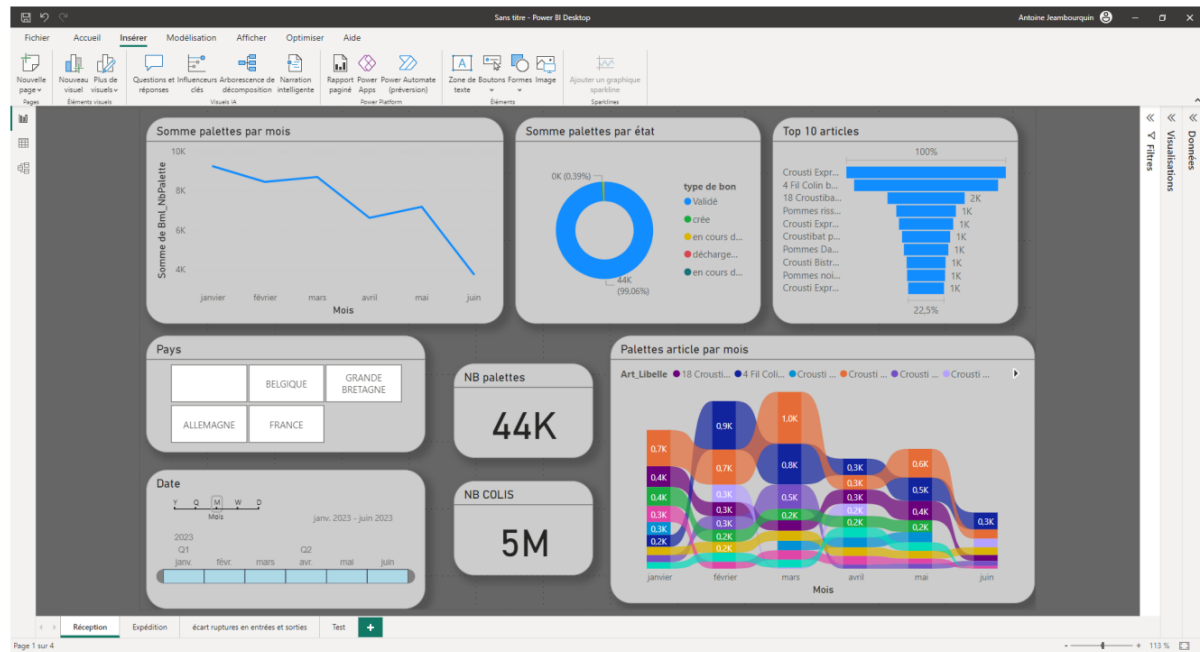 Sans titre - Power BI Desktop
Antoine Jeambourquin
Fichier Accueil Insérer Modélisation Afficher Optimiser Aide
Nouvelle page
Nouveau visuel
Plus de visuels
Questions et réponses
Influenceurs clés
Arborescence de décomposition
Narration intelligente
Rapport paginé
Power Apps
Power Automate (préversion)
Zone de texte
Boutons
Formes
Image
Ajouter un graphique sparkline
Pages
Éléments visuels
Visuels IA
Power Platform
Éléments
Sparklines
Filtres
Visualisations
Données
Somme palettes par mois
Somme de Bml_NbPalette
10K
8K
6K
4K
janvier février mars avril mai juin
Mois
Somme palettes par état
0K (0,39%)
44K
(99,06%)
type de bon
Validé
crée
en cours d...
décharge...
en cours d...
Top 10 articles
100%
Crousti Expr...
4 Fil Colin b...
18 Croustiba... 2K
Pommes riss... 1K
Crousti Expr... 1K
Croustibat p... 1K
Pommes Da... 1K
Crousti Bistr... 1K
Pommes noi... 1K
Crousti Expr... 1K
22,5%
Pays
BELGIQUE
GRANDE BRETAGNE
ALLEMAGNE
FRANCE
NB palettes
44K
NB COLIS
5M
Date
Y Q M W D
Mois
janv. 2023 - juin 2023
2023
Q1 Q2
janv. févr. mars avr. mai juin
Palettes article par mois
Art_Libelle 18 Crousti... 4 Fil Coli... Crousti ... Crousti ... Crousti ... Crousti ...
0,7K
0,4K
0,4K
0,3K
0,3K
0,2K
0,9K
0,7K
0,3K
0,3K
0,3K
0,2K
0,2K
1,0K
0,8K
0,5K
0,2K
0,3K
0,3K
0,3K
0,2K
0,2K
0,6K
0,5K
0,4K
0,2K
0,3K
janvier février mars avril mai juin
Mois
Réception Expédition écart ruptures en entrées et sorties Test
Page 1 sur 4
113 %